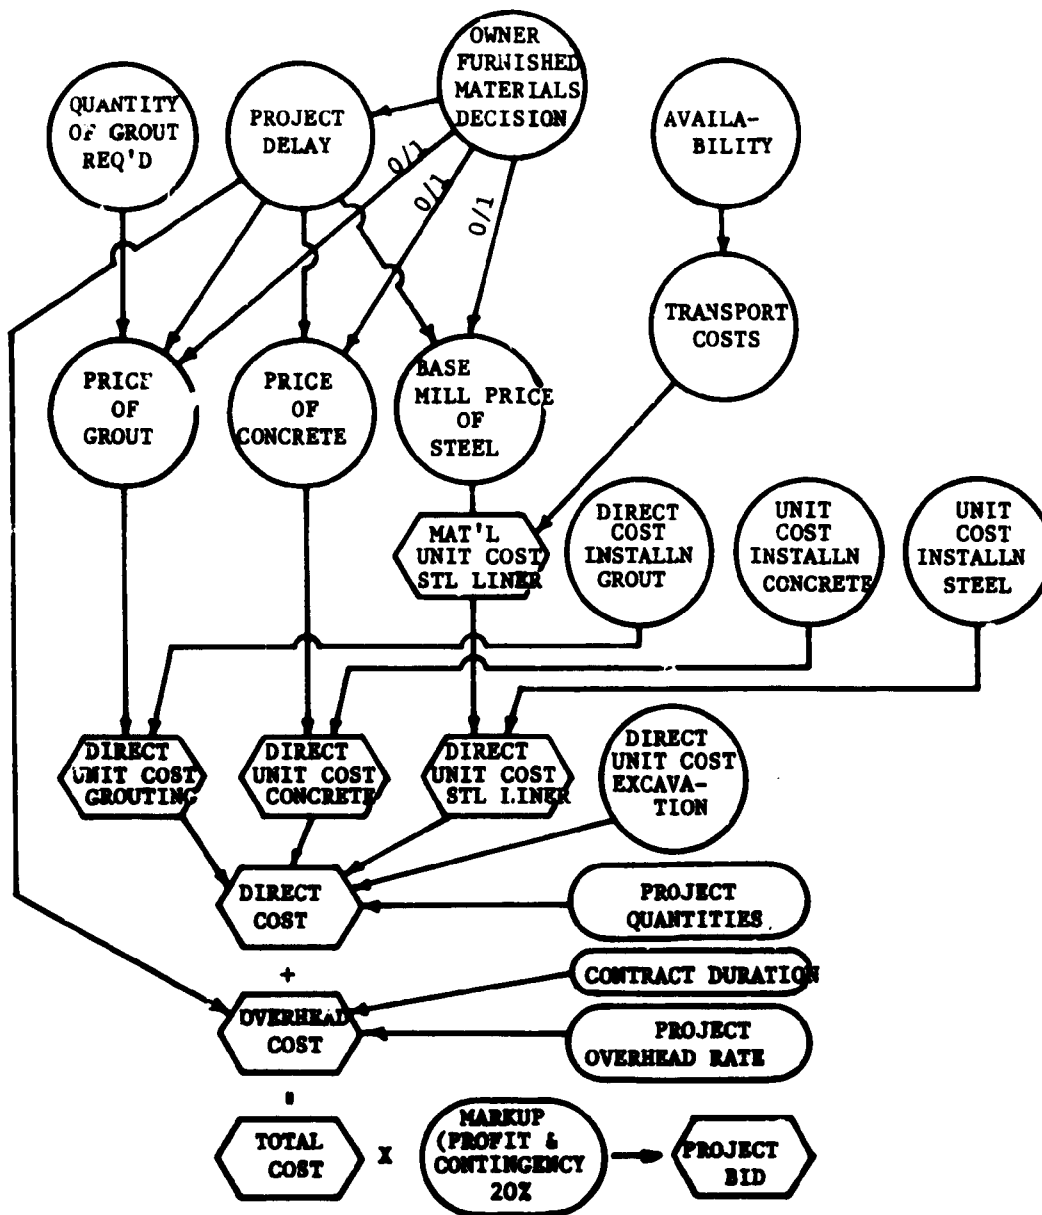 QUANTITY
OF GROUT
REQ'D
PROJECT
DELAY
OWNER
FURNISHED
MATERIALS
DECISION
AVAILA-
BILITY
0/1
0/1
0/1
TRANSPORT
COSTS
PRICE
OF
GROUT
PRICE
OF
CONCRETE
BASE
MILL PRICE
OF
STEEL
MAT'L
UNIT COST
STL LINER
DIRECT
COST
INSTALLN
GROUT
UNIT
COST
INSTALLN
CONCRETE
UNIT
COST
INSTALLN
STEEL
DIRECT
UNIT COST
GROUTING
DIRECT
UNIT COST
CONCRETE
DIRECT
UNIT COST
STL LINER
DIRECT
UNIT COST
EXCAVA-
TION
DIRECT
COST
PROJECT
QUANTITIES
+
CONTRACT DURATION
OVERHEAD
COST
PROJECT
OVERHEAD RATE
=
TOTAL
COST
X
MARKUP
(PROFIT &
CONTINGENCY
20%
PROJECT
BID